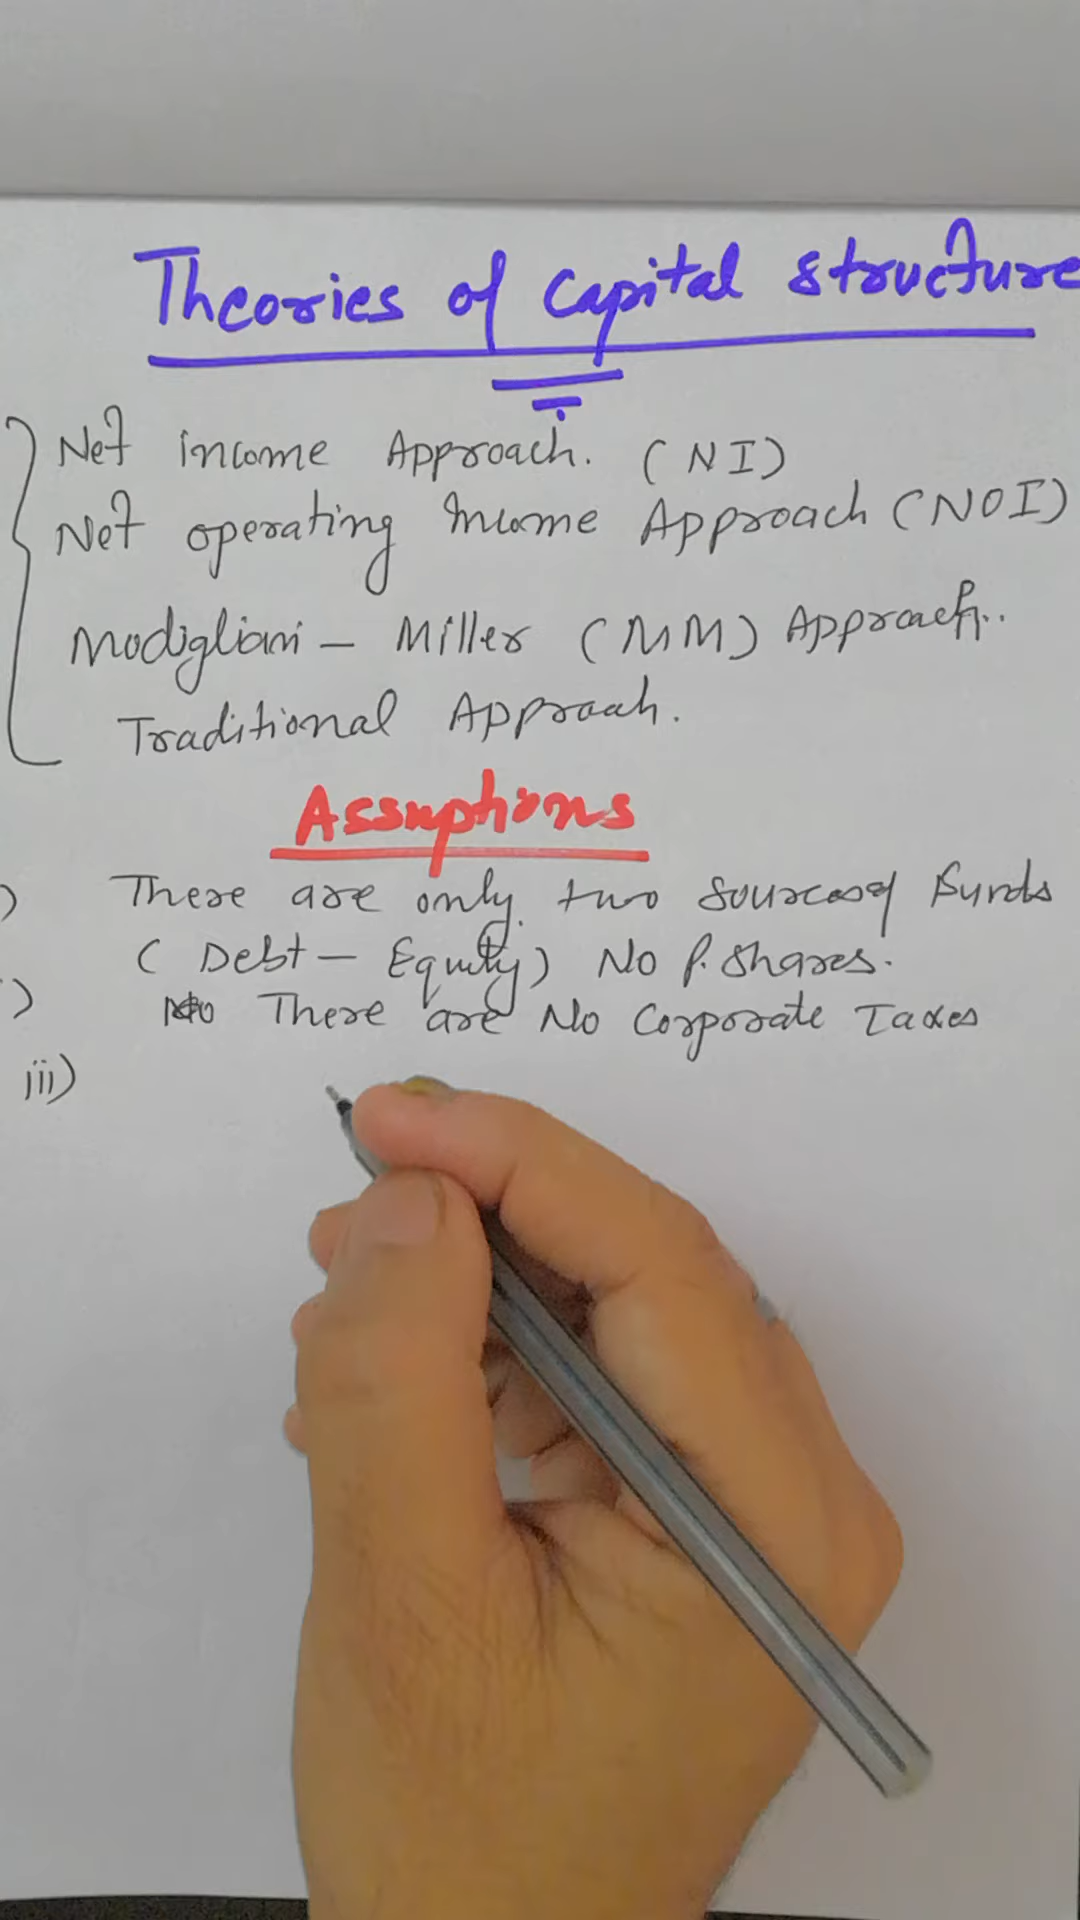 Theories of capital structure
Net income Approach. (NI)
Net operating Income Approach (NOI)
Modigliani - Miller (MM) Approach..
Traditional Approach.
Assuptions
) There are only two sources of Funds
(Debt - Equity) No P. Shares.
) There are No Corporate Taxes
iii)